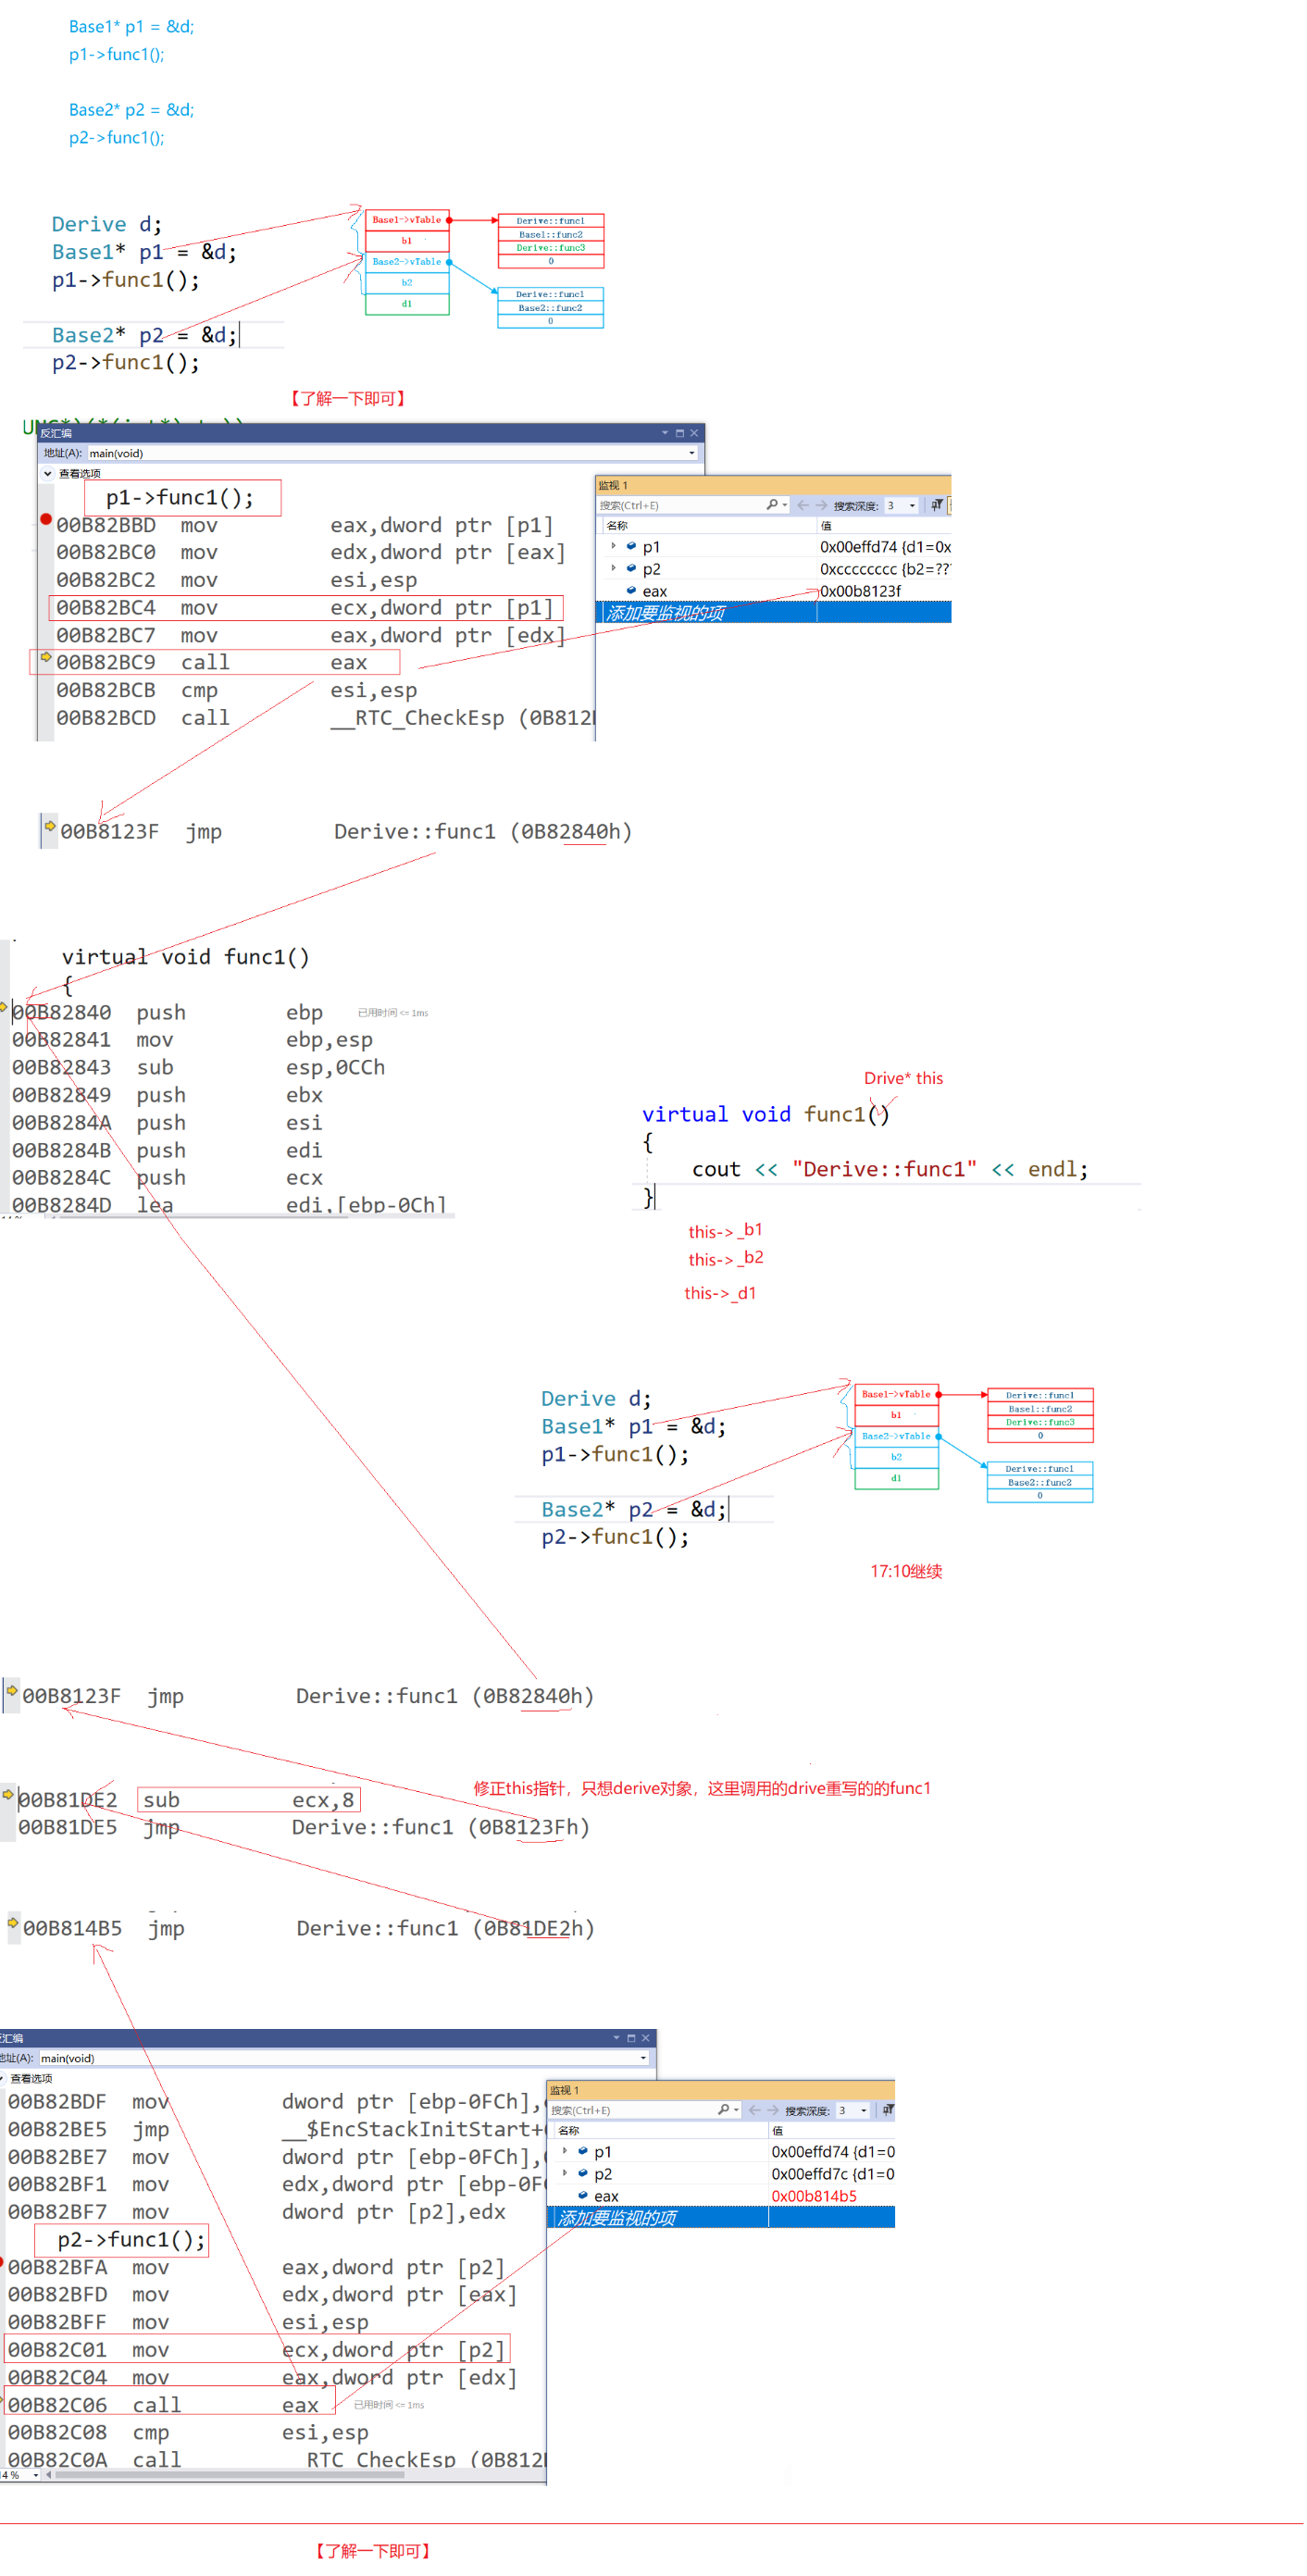 Base1* p1 = &d;
p1->func1();
Base2* p2 = &d;
p2->func1();
Derive d;
Base1* p1 = &d;
p1->func1();
Base2* p2 = &d;
p2->func1();
Base1->vTable
b1
Base2->vTable
b2
d1
Derive::func1
Base1::func2
Derive::func3
0
Derive::func1
Base2::func2
0
【了解一下即可】
反汇编
地址(A): main(void)
查看选项
p1->func1();
00B82BBD mov eax,dword ptr [p1]
00B82BC0 mov edx,dword ptr [eax]
00B82BC2 mov esi,esp
00B82BC4 mov ecx,dword ptr [p1]
00B82BC7 mov eax,dword ptr [edx]
00B82BC9 call eax
00B82BCB cmp esi,esp
00B82BCD call __RTC_CheckEsp (0B812
监视 1
搜索(Ctrl+E) 搜索深度: 3
名称 值
p1 0x00effd74 {d1=0x
p2 0xcccccccc {b2=??
eax 0x00b8123f
添加要监视的项
00B8123F jmp Derive::func1 (0B82840h)
virtual void func1()
{
00B82840 push ebp 已用时间 <= 1ms
00B82841 mov ebp,esp
00B82843 sub esp,0CCh
00B82849 push ebx
00B8284A push esi
00B8284B push edi
00B8284C push ecx
00B8284D lea edi,[ebp-0Ch]
Drive* this
virtual void func1()
{
cout << "Derive::func1" << endl;
}
this->_b1
this->_b2
this->_d1
Derive d;
Base1* p1 = &d;
p1->func1();
Base2* p2 = &d;
p2->func1();
Base1->vTable
b1
Base2->vTable
b2
d1
Derive::func1
Base1::func2
Derive::func3
0
Derive::func1
Base2::func2
0
17:10继续
00B8123F jmp Derive::func1 (0B82840h)
00B81DE2 sub ecx,8
00B81DE5 jmp Derive::func1 (0B8123Fh)
修正this指针，只想derive对象，这里调用的drive重写的的func1
00B814B5 jmp Derive::func1 (0B81DE2h)
反汇编
地址(A): main(void)
查看选项
00B82BDF mov dword ptr [ebp-0FCh],
00B82BE5 jmp __$EncStackInitStart+
00B82BE7 mov dword ptr [ebp-0FCh],
00B82BF1 mov edx,dword ptr [ebp-0F
00B82BF7 mov dword ptr [p2],edx
p2->func1();
00B82BFA mov eax,dword ptr [p2]
00B82BFD mov edx,dword ptr [eax]
00B82BFF mov esi,esp
00B82C01 mov ecx,dword ptr [p2]
00B82C04 mov eax,dword ptr [edx]
00B82C06 call eax 已用时间 <= 1ms
00B82C08 cmp esi,esp
00B82C0A call RTC CheckEsp (0B812
14 %
监视 1
搜索(Ctrl+E) 搜索深度: 3
名称 值
p1 0x00effd74 {d1=0
p2 0x00effd7c {d1=0
eax 0x00b814b5
添加要监视的项
【了解一下即可】